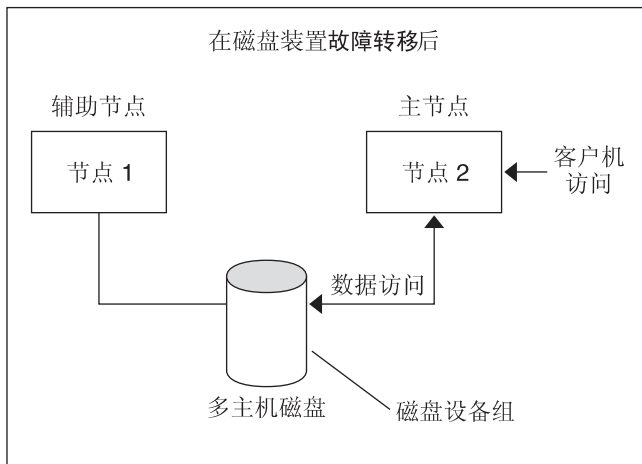 在磁盘装置故障转移后
辅助节点
主节点
节点 1
节点 2
客户机
访问
数据访问
多主机磁盘
磁盘设备组